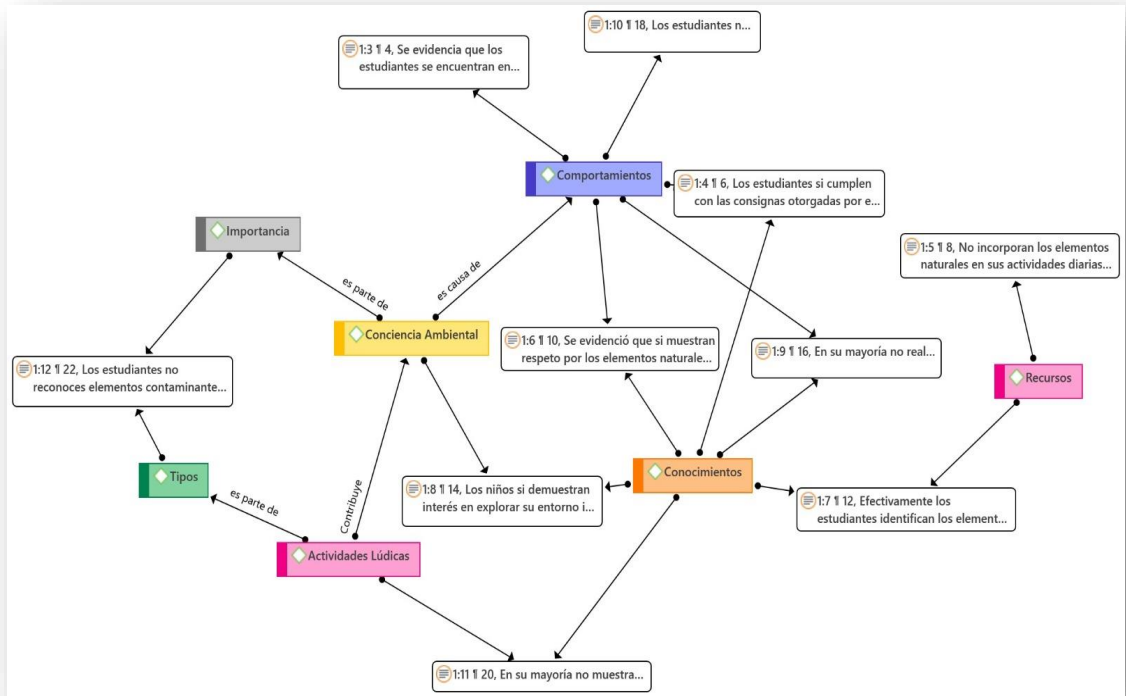 1:10 ¶ 18, Los estudiantes n...
1:3 ¶ 4, Se evidencia que los
estudiantes se encuentran en...
Comportamientos
1:4 ¶ 6, Los estudiantes si cumplen
con las consignas otorgadas por e...
Importancia
1:5 ¶ 8, No incorporan los elementos
naturales en sus actividades diarias...
es parte de
es causa de
Conciencia Ambiental
1:6 ¶ 10, Se evidenció que si muestran
respeto por los elementos naturale...
1:9 ¶ 16, En su mayoría no real...
1:12 ¶ 22, Los estudiantes no
reconoces elementos contaminante...
Recursos
Tipos
Conocimientos
es parte de
Contribuye
1:8 ¶ 14, Los niños si demuestran
interés en explorar su entorno i...
1:7 ¶ 12, Efectivamente los
estudiantes identifican los element...
Actividades Lúdicas
1:11 ¶ 20, En su mayoría no muestra...